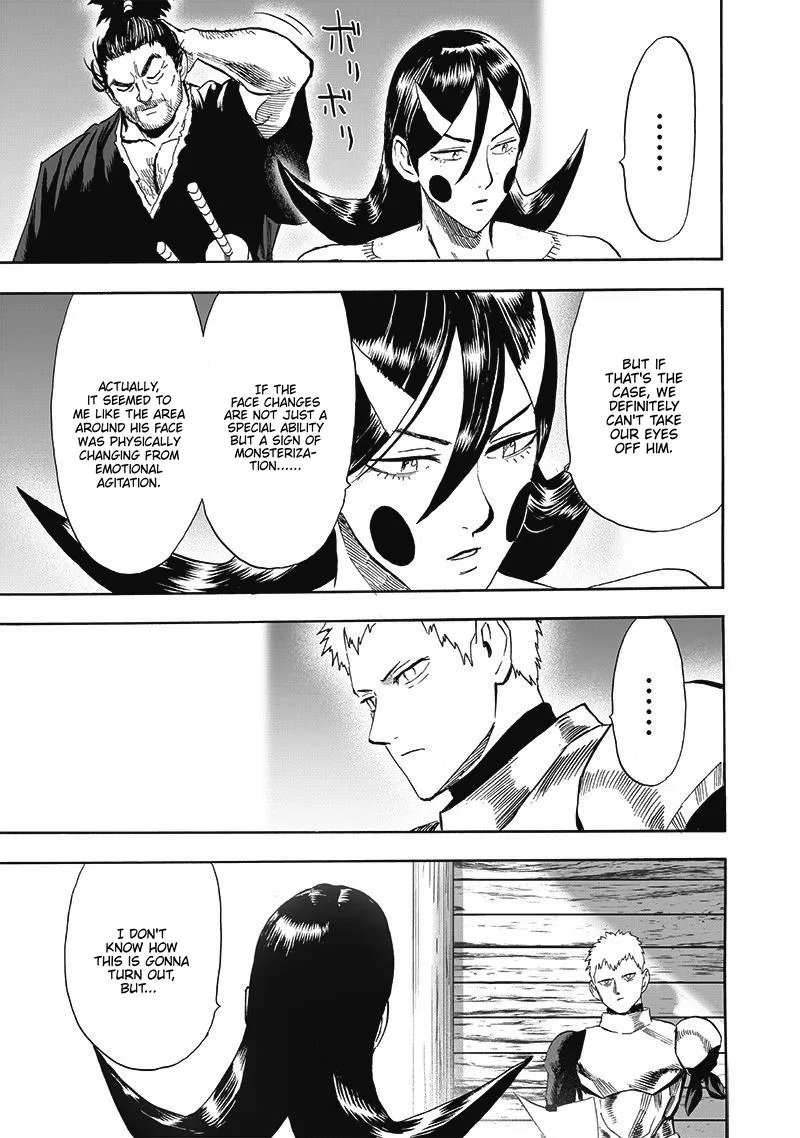 ......
ボリボリ
BUT IF
THAT'S THE
CASE, WE
DEFINITELY
CAN'T TAKE
OUR EYES
OFF HIM.
IF THE
FACE CHANGES
ARE NOT JUST A
SPECIAL ABILITY
BUT A SIGN OF
MONSTERIZA-
TION......
ACTUALLY,
IT SEEMED TO
ME LIKE THE AREA
AROUND HIS FACE
WAS PHYSICALLY
CHANGING FROM
EMOTIONAL
AGITATION.
......
I DON'T
KNOW HOW
THIS IS GONNA
TURN OUT,
BUT...